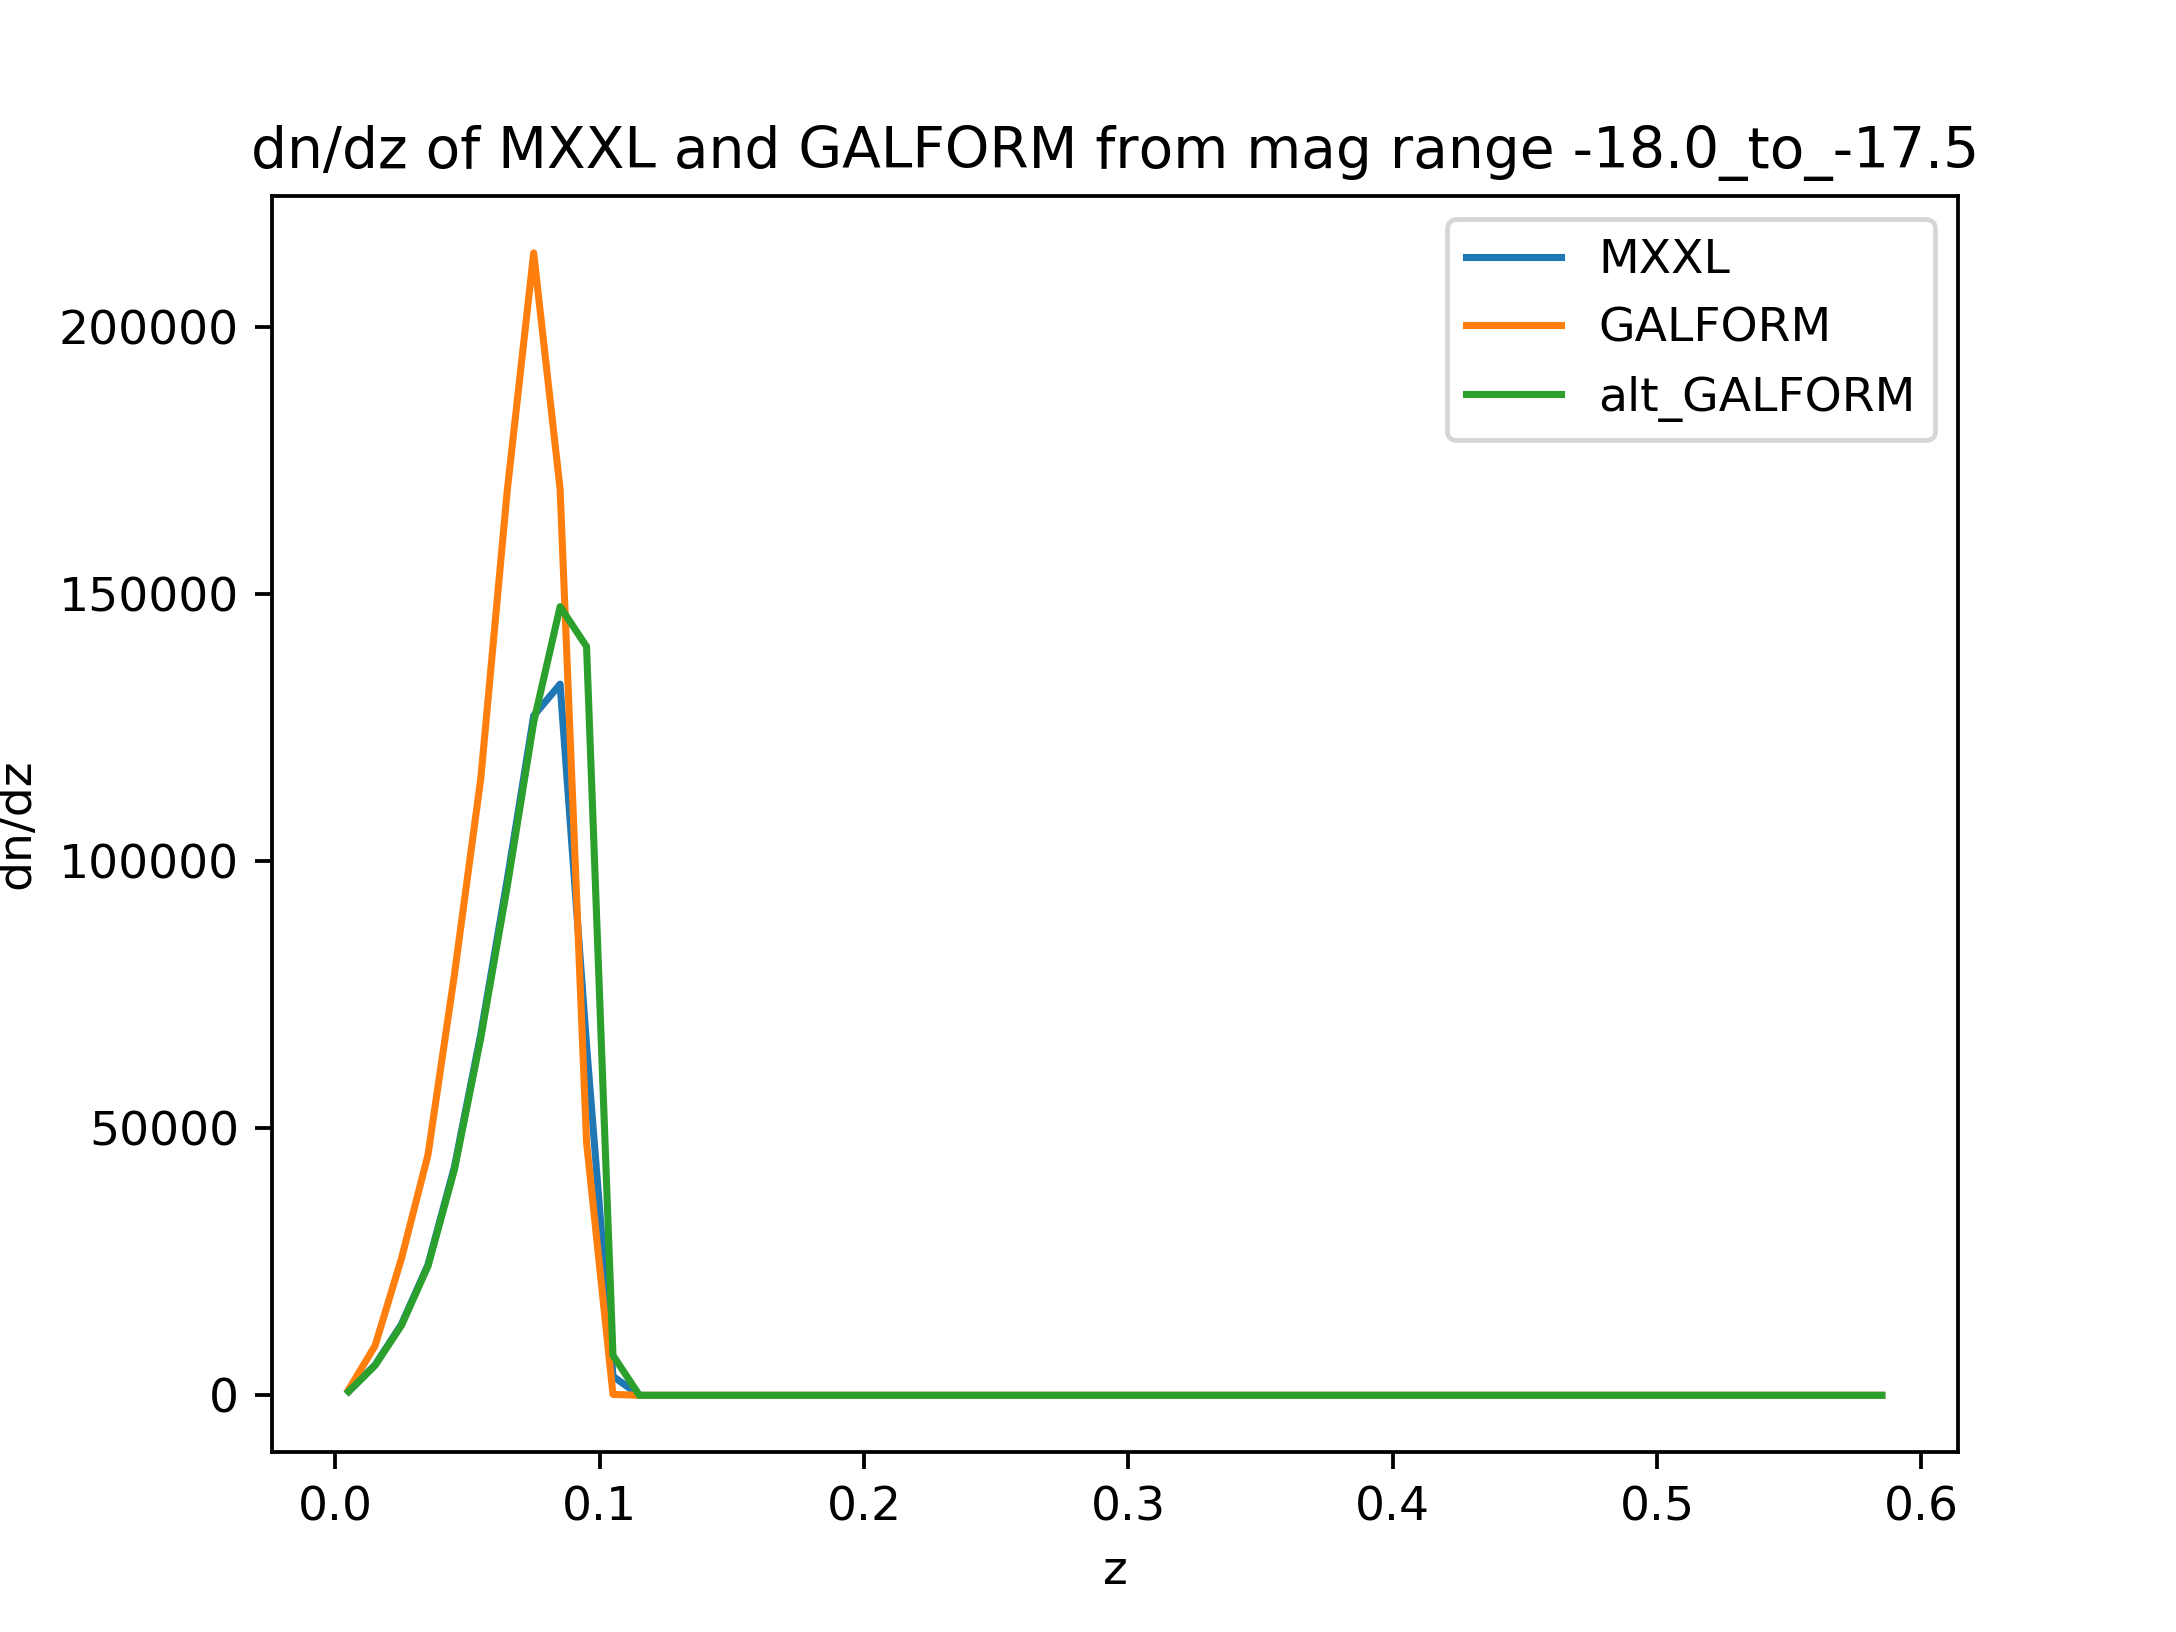 dn/dz of MXXL and GALFORM from mag range -18.0_to_-17.5
MXXL
GALFORM
alt_GALFORM
dn/dz
200000
150000
100000
50000
0
0.0 0.1 0.2 0.3 0.4 0.5 0.6
z